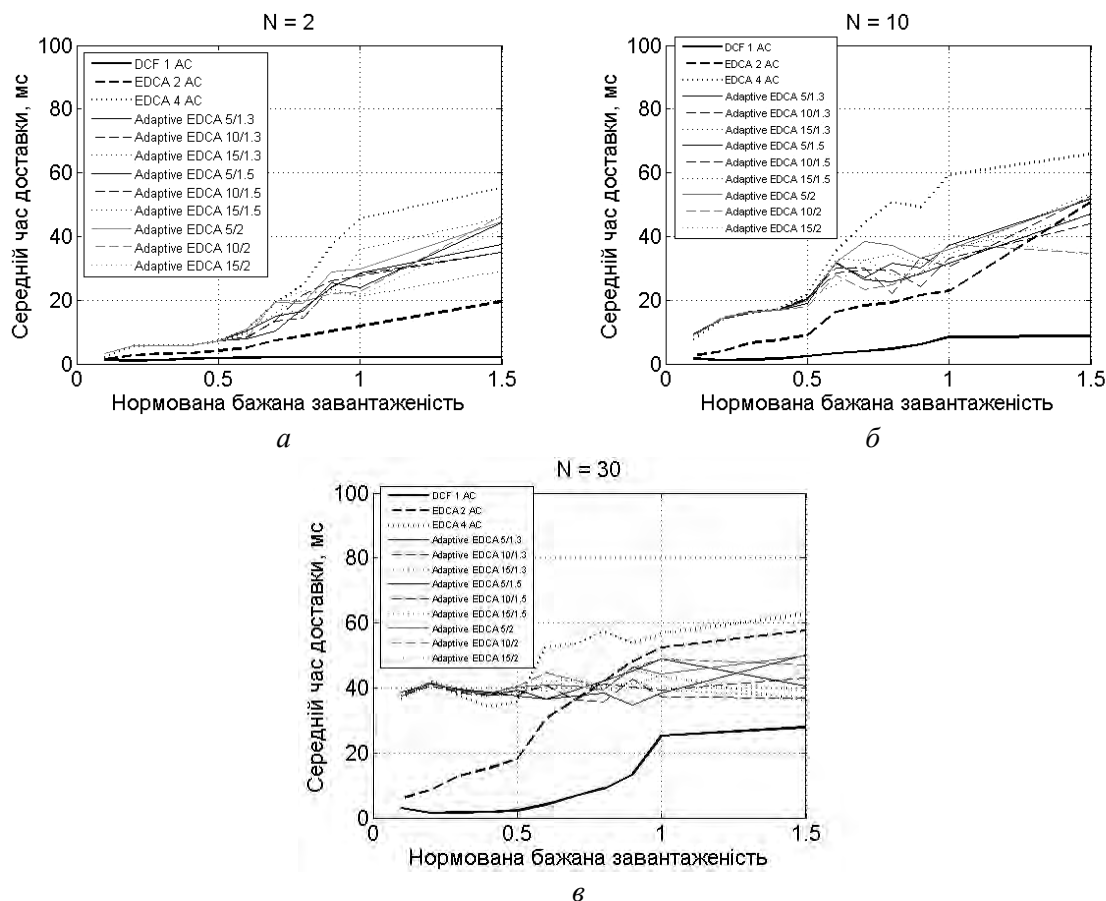 N = 2
100
80
60
40
20
0
Середній час доставки, мс
DCF 1 AC
EDCA 2 AC
EDCA 4 AC
Adaptive EDCA 5/1.3
Adaptive EDCA 10/1.3
Adaptive EDCA 15/1.3
Adaptive EDCA 5/1.5
Adaptive EDCA 10/1.5
Adaptive EDCA 15/1.5
Adaptive EDCA 5/2
Adaptive EDCA 10/2
Adaptive EDCA 15/2
0 0.5 1 1.5
Нормована бажана завантаженість
а
N = 10
100
80
60
40
20
0
Середній час доставки, мс
DCF 1 AC
EDCA 2 AC
EDCA 4 AC
Adaptive EDCA 5/1.3
Adaptive EDCA 10/1.3
Adaptive EDCA 15/1.3
Adaptive EDCA 5/1.5
Adaptive EDCA 10/1.5
Adaptive EDCA 15/1.5
Adaptive EDCA 5/2
Adaptive EDCA 10/2
Adaptive EDCA 15/2
0 0.5 1 1.5
Нормована бажана завантаженість
б
N = 30
100
80
60
40
20
0
Середній час доставки, мс
DCF 1 AC
EDCA 2 AC
EDCA 4 AC
Adaptive EDCA 5/1.3
Adaptive EDCA 10/1.3
Adaptive EDCA 15/1.3
Adaptive EDCA 5/1.5
Adaptive EDCA 10/1.5
Adaptive EDCA 15/1.5
Adaptive EDCA 5/2
Adaptive EDCA 10/2
Adaptive EDCA 15/2
0 0.5 1 1.5
Нормована бажана завантаженість
в